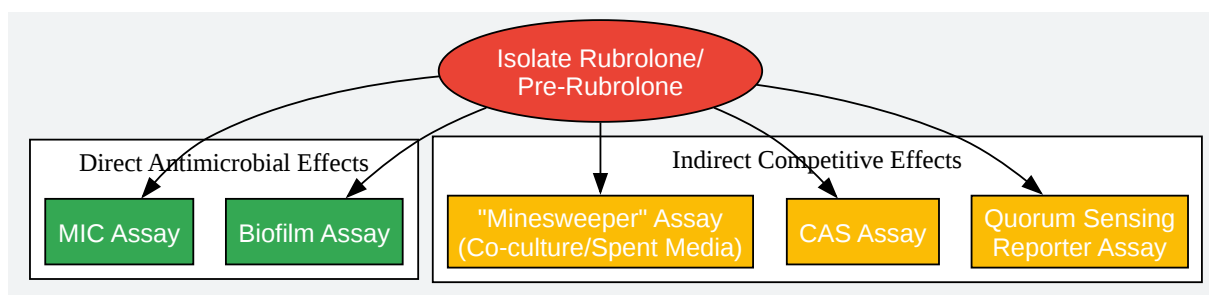 Isolate Rubrolone/
Pre-Rubrolone
Direct Antimicrobial Effects
MIC Assay
Biofilm Assay
Indirect Competitive Effects
"Minesweeper" Assay
(Co-culture/Spent Media)
CAS Assay
Quorum Sensing
Reporter Assay